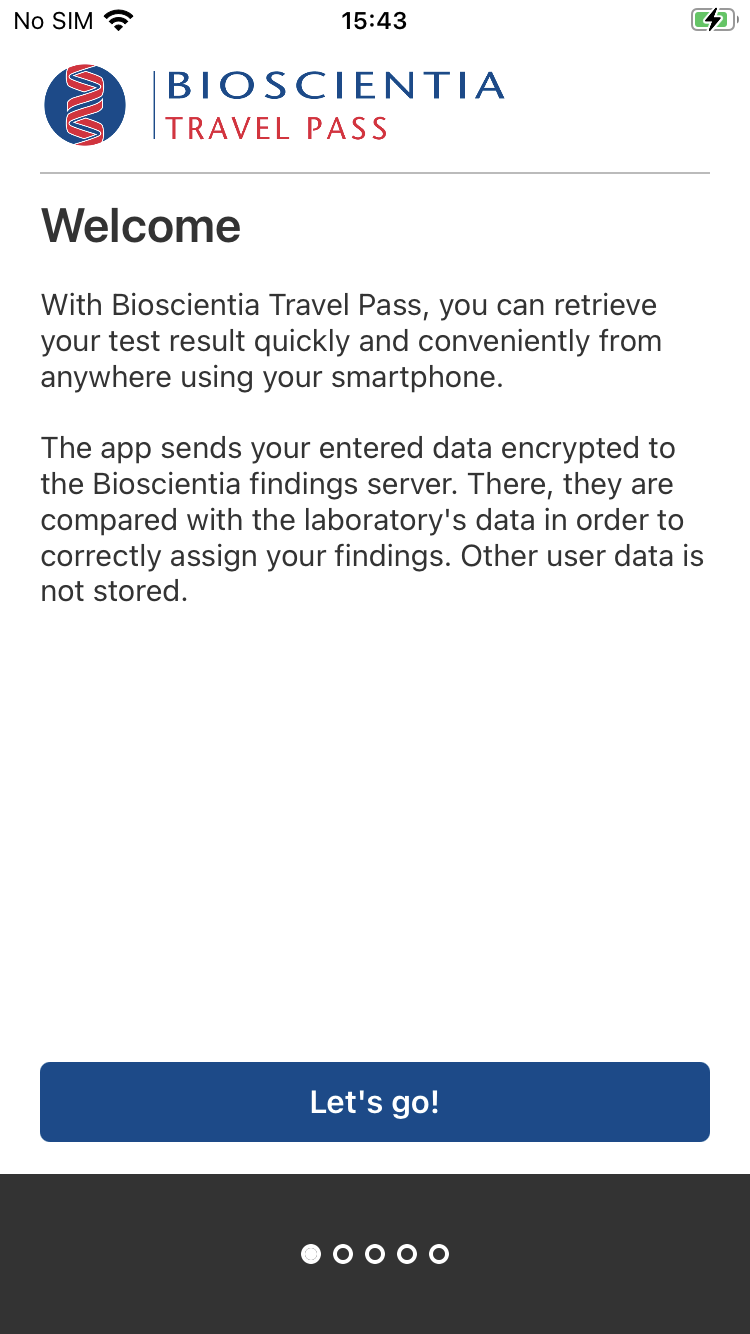 No SIM 15:43
BIOSCIENTIA
TRAVEL PASS
Welcome
With Bioscientia Travel Pass, you can retrieve
your test result quickly and conveniently from
anywhere using your smartphone.
The app sends your entered data encrypted to
the Bioscientia findings server. There, they are
compared with the laboratory's data in order to
correctly assign your findings. Other user data is
not stored.
Let's go!